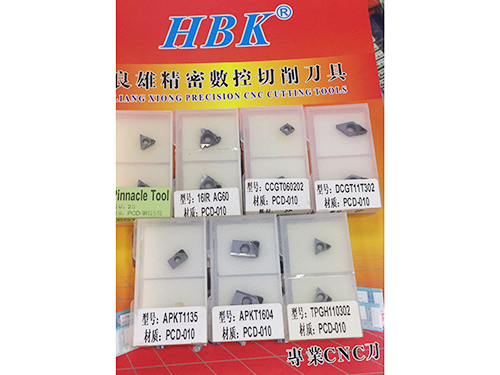 HBK®
良雄精密數控切削刀具
LIANG XIONG PRECISION CNC CUTTING TOOLS
Pinnacle Tool
型号: 16IR AG60
材质: PCD-010
型号: CCGT060202
材质: PCD-010
型号: DCGT11T302
材质: PCD-010
型号: APKT1135
材质: PCD-010
型号: APKT1604
材质: PCD-010
型号: TPGH110302
材质: PCD-010
專業CNC刀